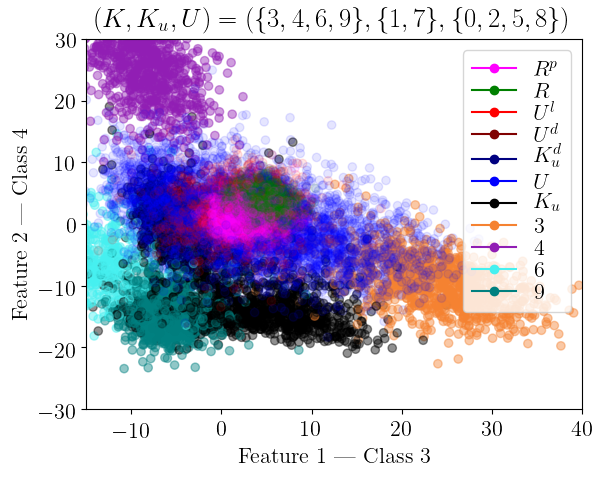 (K, K_u, U) = ({3, 4, 6, 9}, {1, 7}, {0, 2, 5, 8})
30
20
10
0
−10
−20
−30
Feature 2 — Class 4
R^p
R
U^l
U^d
K_u^d
U
K_u
3
4
6
9
−10
0
10
20
30
40
Feature 1 — Class 3